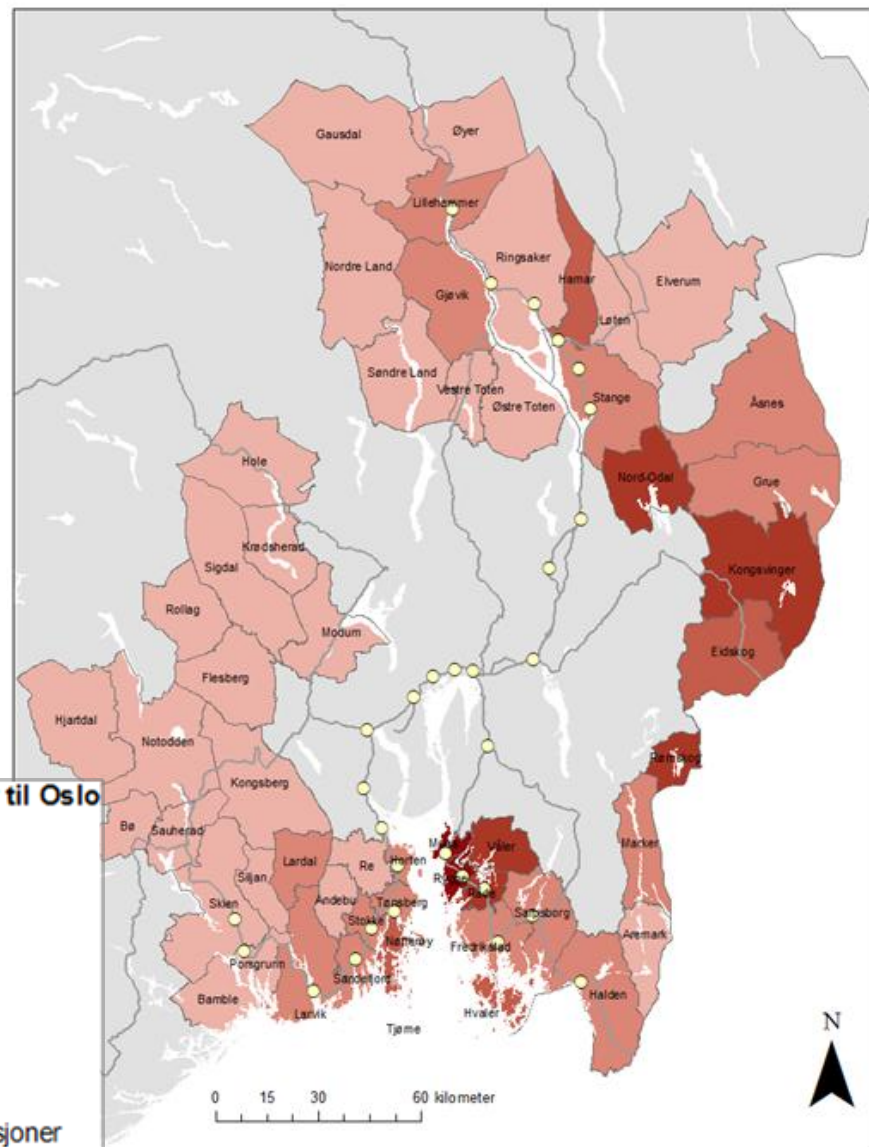 Gausdal
Øyer
Lillehammer
Nordre Land
Ringsaker
Hamar
Elverum
Gjøvik
Løten
Søndre Land
Vestre Toten
Østre Toten
Stange
Åsnes
Hole
Nord-Odal
Grue
Krødsherad
Sigdal
Kongsvinger
Rollag
Modum
Eidskog
Flesberg
Hjartdal
Notodden
Rømskog
Kongsberg
til Oslo
Bø
Sauherad
Marker
Lardal
Re
Horten
Moss
Våler
Rygge
Siljan
Andebu
Råde
Skien
Tønsberg
Stokke
Sarpsborg
Aremark
Nøtterøy
Fredrikstad
Porsgrunn
Sandefjord
Bamble
Halden
Larvik
Hvaler
Tjøme
N
0 15 30 60 kilometer
sjoner